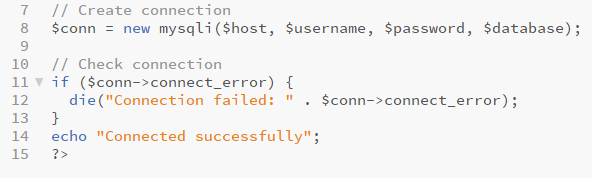 7 // Create connection
8 $conn = new mysqli($host, $username, $password, $database);
9
10 // Check connection
11 if ($conn->connect_error) {
12 die("Connection failed: " . $conn->connect_error);
13 }
14 echo "Connected successfully";
15 ?>